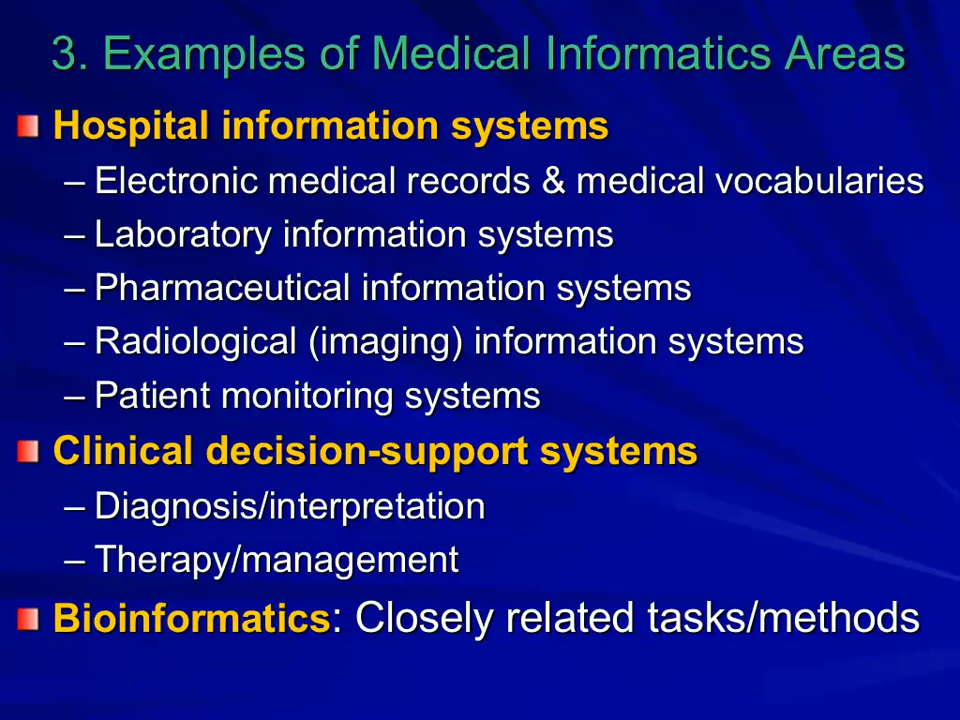 3. Examples of Medical Informatics Areas
Hospital information systems
– Electronic medical records & medical vocabularies
– Laboratory information systems
– Pharmaceutical information systems
– Radiological (imaging) information systems
– Patient monitoring systems
Clinical decision-support systems
– Diagnosis/interpretation
– Therapy/management
Bioinformatics: Closely related tasks/methods